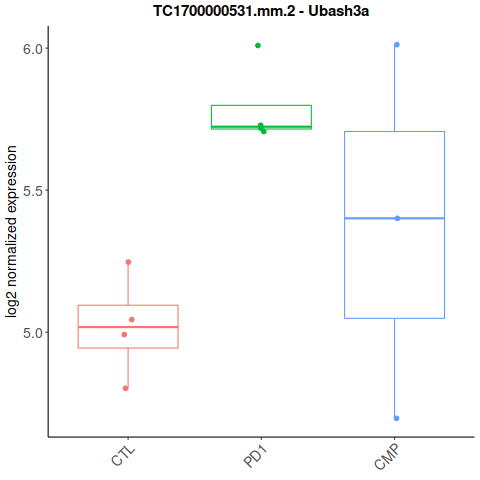 TC1700000531.mm.2 - Ubash3a
log2 normalized expression
6.0
5.5
5.0
CTL
PD1
CMP